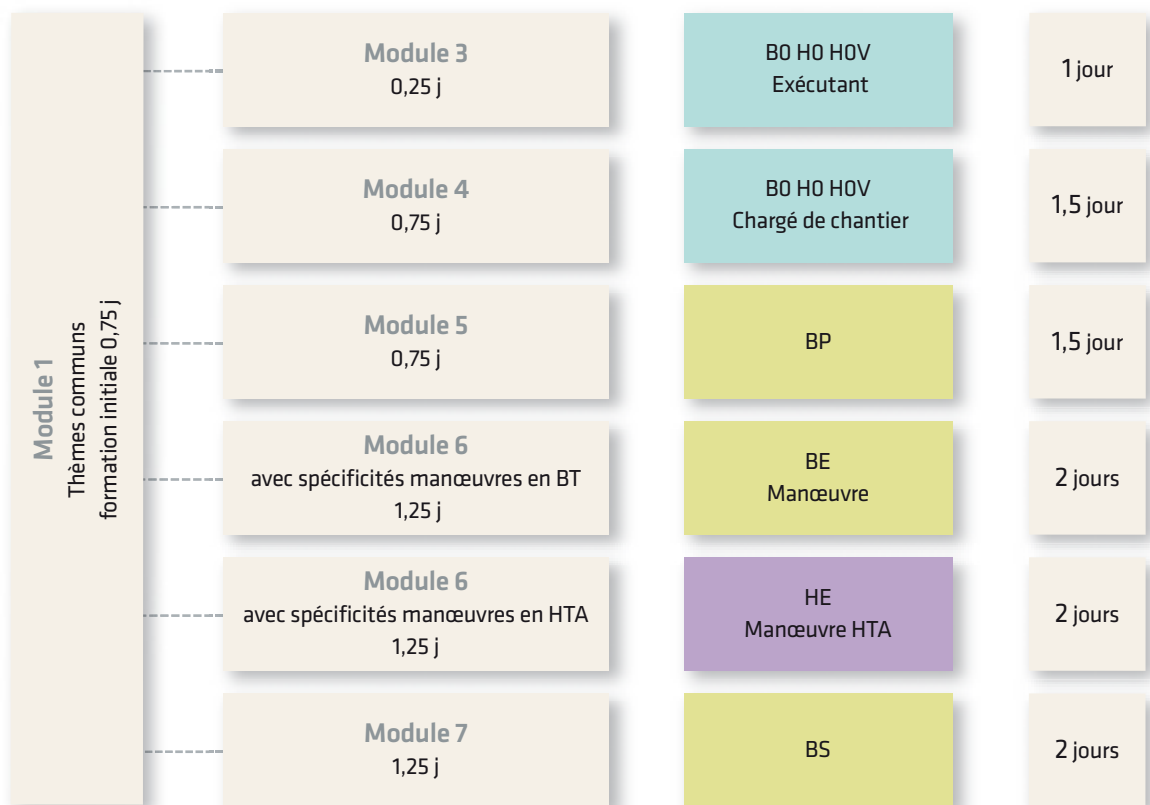 Module 1
Thèmes communs
formation initiale 0,75 j
Module 3
0,25 j
B0 H0 H0V
Exécutant
1 jour
Module 4
0,75 j
B0 H0 H0V
Chargé de chantier
1,5 jour
Module 5
0,75 j
BP
1,5 jour
Module 6
avec spécificités manœuvres en BT
1,25 j
BE
Manœuvre
2 jours
Module 6
avec spécificités manœuvres en HTA
1,25 j
HE
Manœuvre HTA
2 jours
Module 7
1,25 j
BS
2 jours